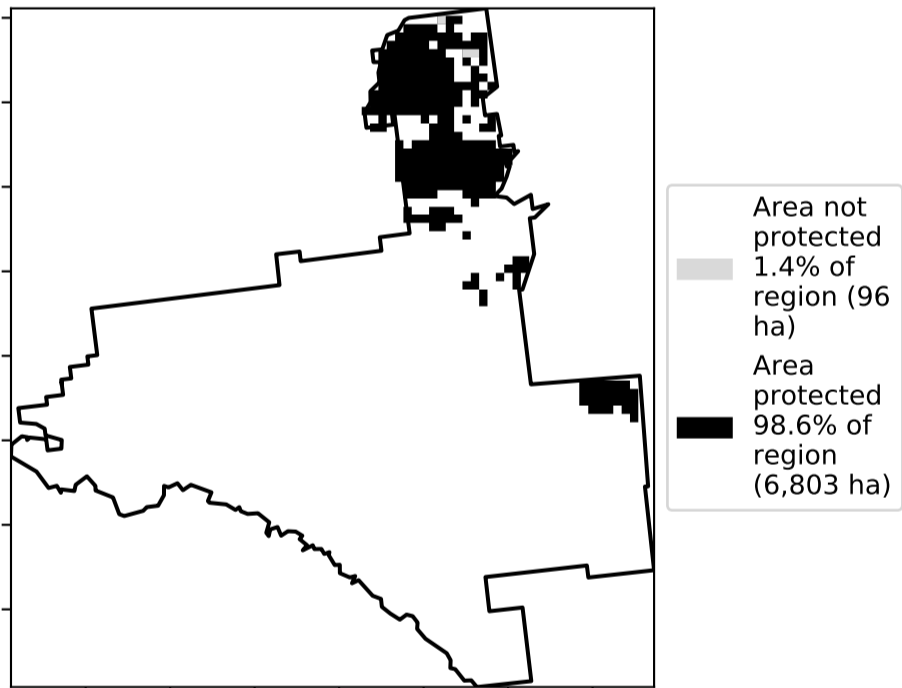 Area not
protected
1.4% of
region (96
ha)
Area
protected
98.6% of
region
(6,803 ha)